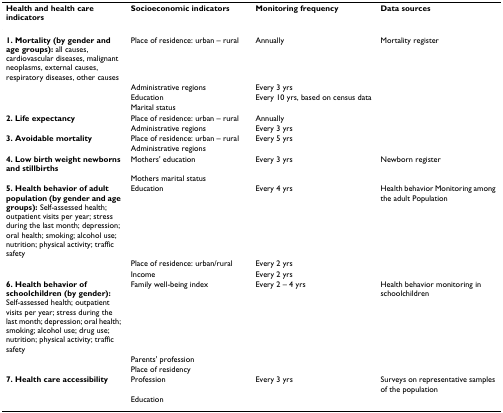 Health and health care indicators Socioeconomic indicators Monitoring frequency Data sources
1. Mortality (by gender and age groups): all causes, cardiovascular diseases, malignant neoplasms, external causes, respiratory diseases, other causes Place of residence: urban – rural Annually Mortality register
Administrative regions Every 3 yrs
Education Every 10 yrs, based on census data
Marital status
2. Life expectancy Place of residence: urban – rural Annually
Administrative regions Every 3 yrs
3. Avoidable mortality Place of residence: urban – rural Every 5 yrs
Administrative regions
4. Low birth weight newborns and stillbirths Mothers' education Every 3 yrs Newborn register
Mothers marital status
5. Health behavior of adult population (by gender and age groups): Self-assessed health; outpatient visits per year; stress during the last month; depression; oral health; smoking; alcohol use; nutrition; physical activity; traffic safety Education Every 4 yrs Health behavior Monitoring among the adult Population
Place of residence: urban/rural Every 2 yrs
Income Every 2 yrs
6. Health behavior of schoolchildren (by gender): Self-assessed health; outpatient visits per year; stress during the last month; depression; oral health; smoking; alcohol use; drug use; nutrition; physical activity; traffic safety Family well-being index Every 2 – 4 yrs Health behavior monitoring in schoolchildren
Parents' profession
Place of residency
7. Health care accessibility Profession Every 3 yrs Surveys on representative samples of the population
Education